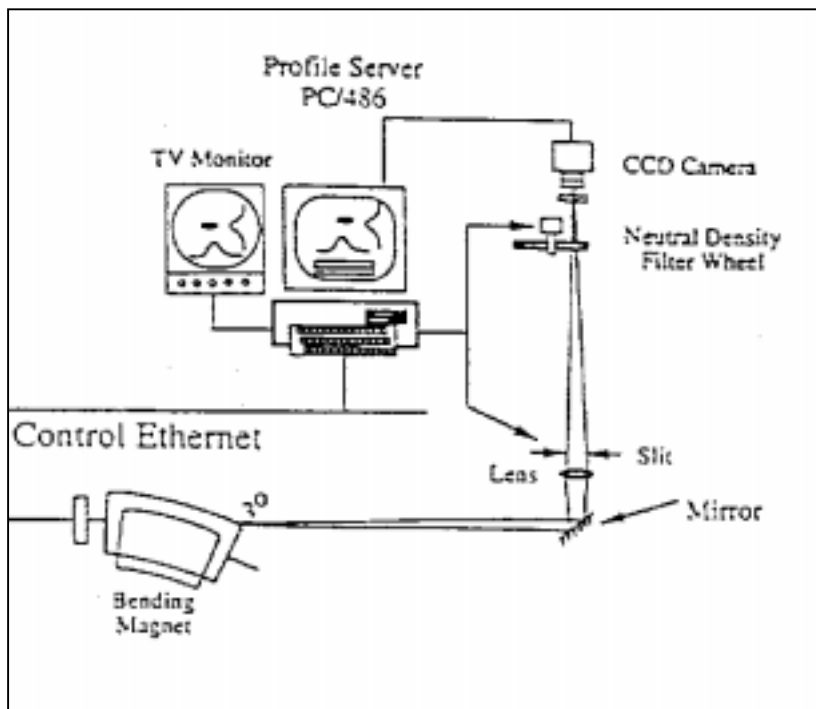 Profile Server
PC/486
TV Monitor
CCD Camera
Neutral Density
Filter Wheel
Control Ethernet
Slit
Lens
3°
Mirror
Bending
Magnet